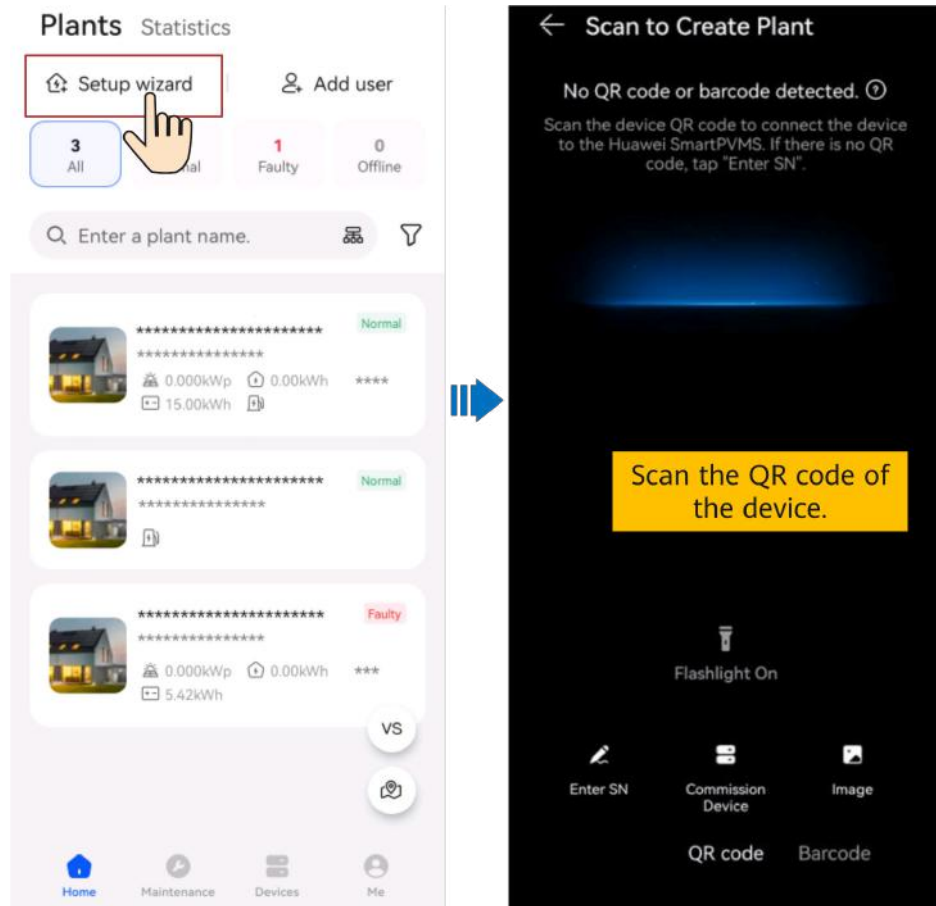 Plants Statistics
Setup wizard
Add user
3
All
1
Faulty
0
Offline
Enter a plant name.
**********************
Normal
***************
0.000kWp 0.00kWh ****
15.00kWh
**********************
Normal
***************
**********************
Faulty
***************
0.000kWp 0.00kWh ***
5.42kWh
VS
Home Maintenance Devices Me
Scan to Create Plant
No QR code or barcode detected.
Scan the device QR code to connect the device
to the Huawei SmartPVMS. If there is no QR
code, tap "Enter SN".
Scan the QR code of
the device.
Flashlight On
Enter SN
Commission
Device
Image
QR code Barcode